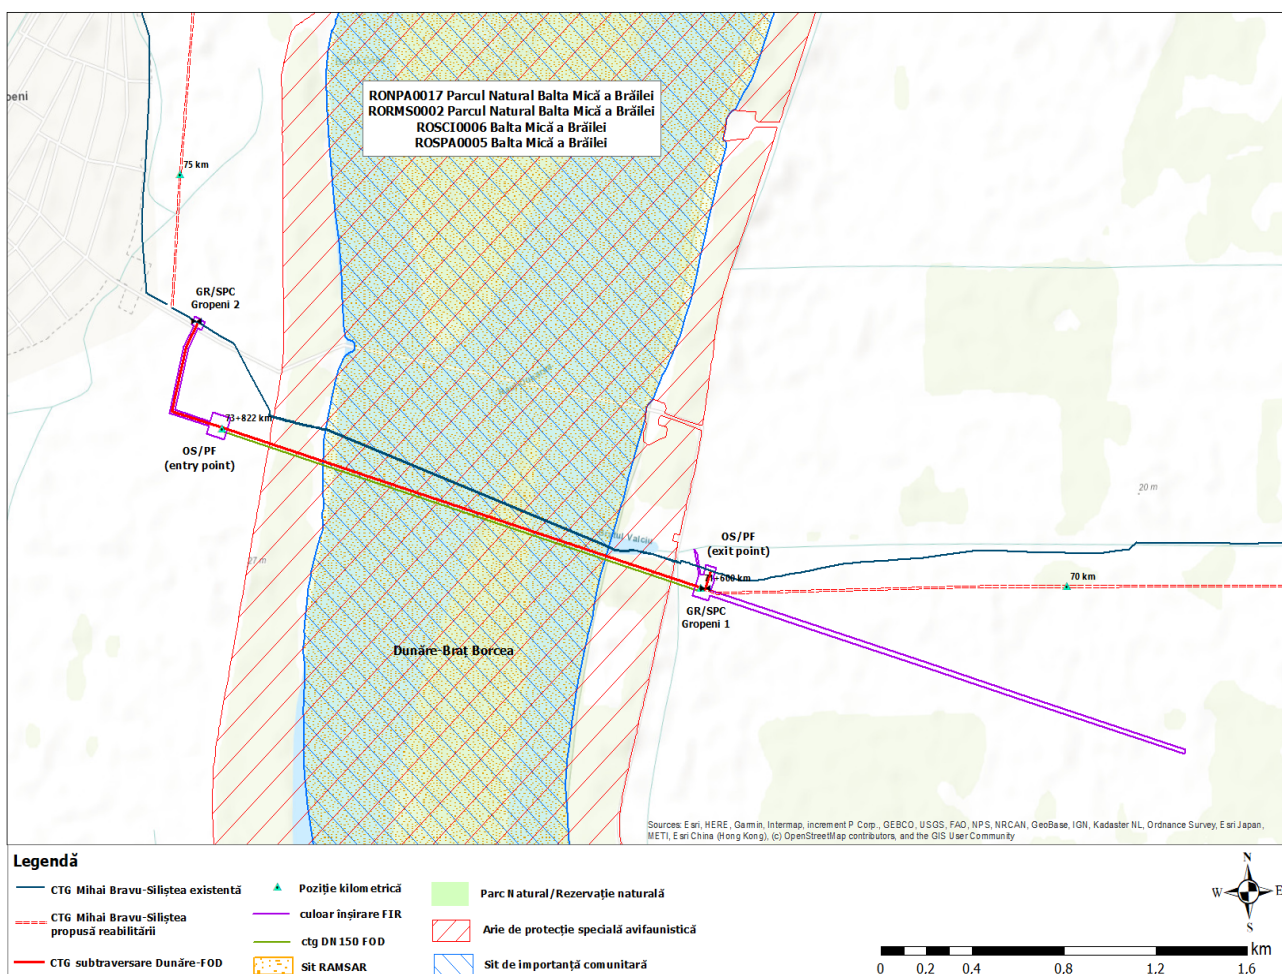 RONPA0017 Parcul Natural Balta Mică a Brăilei
RORMS0002 Parcul Natural Balta Mică a Brăilei
ROSCI0006 Balta Mică a Brăilei
ROSPA0005 Balta Mică a Brăilei
peni
75 km
GR/SPC
Gropeni 2
73+822 km
OS/PF
(entry point)
27 m
20 m
Valciu
OS/PF
(exit point)
+600 km
70 km
GR/SPC
Gropeni 1
Dunăre-Braț Borcea
Sources: Esri, HERE, Garmin, Intermap, increment P Corp., GEBCO, USGS, FAO, NPS, NRCAN, GeoBase, IGN, Kadaster NL, Ordnance Survey, Esri Japan,
METI, Esri China (Hong Kong), (c) OpenStreetMap contributors, and the GIS User Community
Legendă
CTG Mihai Bravu-Siliștea existentă
CTG Mihai Bravu-Siliștea
propusă reabilitării
CTG subtraversare Dunăre-FOD
Poziție kilometrică
culoar înșirare FIR
ctg DN 150 FOD
Sit RAMSAR
Parc Natural/Rezervație naturală
Arie de protecție specială avifaunistică
Sit de importanță comunitară
N
W
E
S
km
0 0.2 0.4 0.8 1.2 1.6